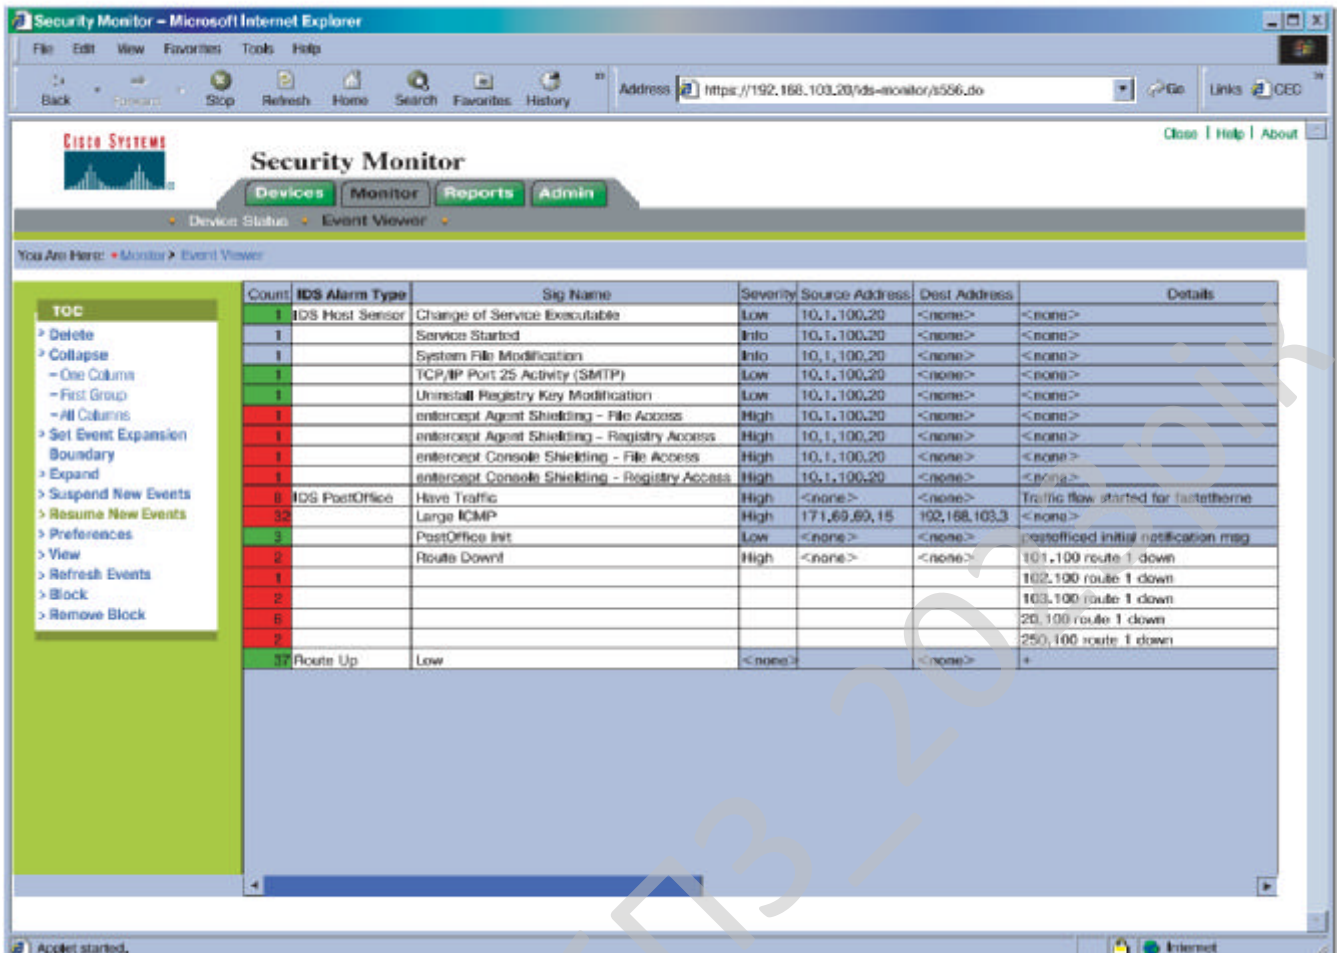 Security Monitor – Microsoft Internet Explorer
File Edit View Favorites Tools Help
Back Forward Stop Refresh Home Search Favorites History » Address https://192.168.103.20/ids-monitor/s556.do Go Links CEC »
CISCO SYSTEMS
Close | Help | About
Security Monitor
Devices Monitor Reports Admin
Device Status Event Viewer
You Are Here: Monitor > Event Viewer
TOC
> Delete
> Collapse
– One Column
– First Group
– All Columns
> Set Event Expansion
Boundary
> Expand
> Suspend New Events
> Resume New Events
> Preferences
> View
> Refresh Events
> Block
> Remove Block
Count IDS Alarm Type Sig Name Severity Source Address Dest Address Details
1 IDS Host Sensor Change of Service Executable Low 10.1.100.20 <none> <none>
1 Service Started Info 10.1.100.20 <none> <none>
1 System File Modification Info 10.1.100.20 <none> <none>
1 TCP/IP Port 25 Activity (SMTP) Low 10.1.100.20 <none> <none>
1 Uninstall Registry Key Modification Low 10.1.100.20 <none> <none>
1 entercept Agent Shielding – File Access High 10.1.100.20 <none> <none>
1 entercept Agent Shielding – Registry Access High 10.1.100.20 <none> <none>
1 entercept Console Shielding – File Access High 10.1.100.20 <none> <none>
1 entercept Console Shielding – Registry Access High 10.1.100.20 <none> <none>
8 IDS PostOffice Have Traffic High <none> <none> Traffic flow started for fastetherne
32 Large ICMP High 171.69.69.15 192.168.103.3 <none>
3 PostOffice Init Low <none> <none> postofficed initial notification msg
2 Route Down! High <none> <none> 101.100 route 1 down
1 102.100 route 1 down
2 103.100 route 1 down
6 20.100 route 1 down
2 250.100 route 1 down
37 Route Up Low <none> <none> +
Applet started. Internet